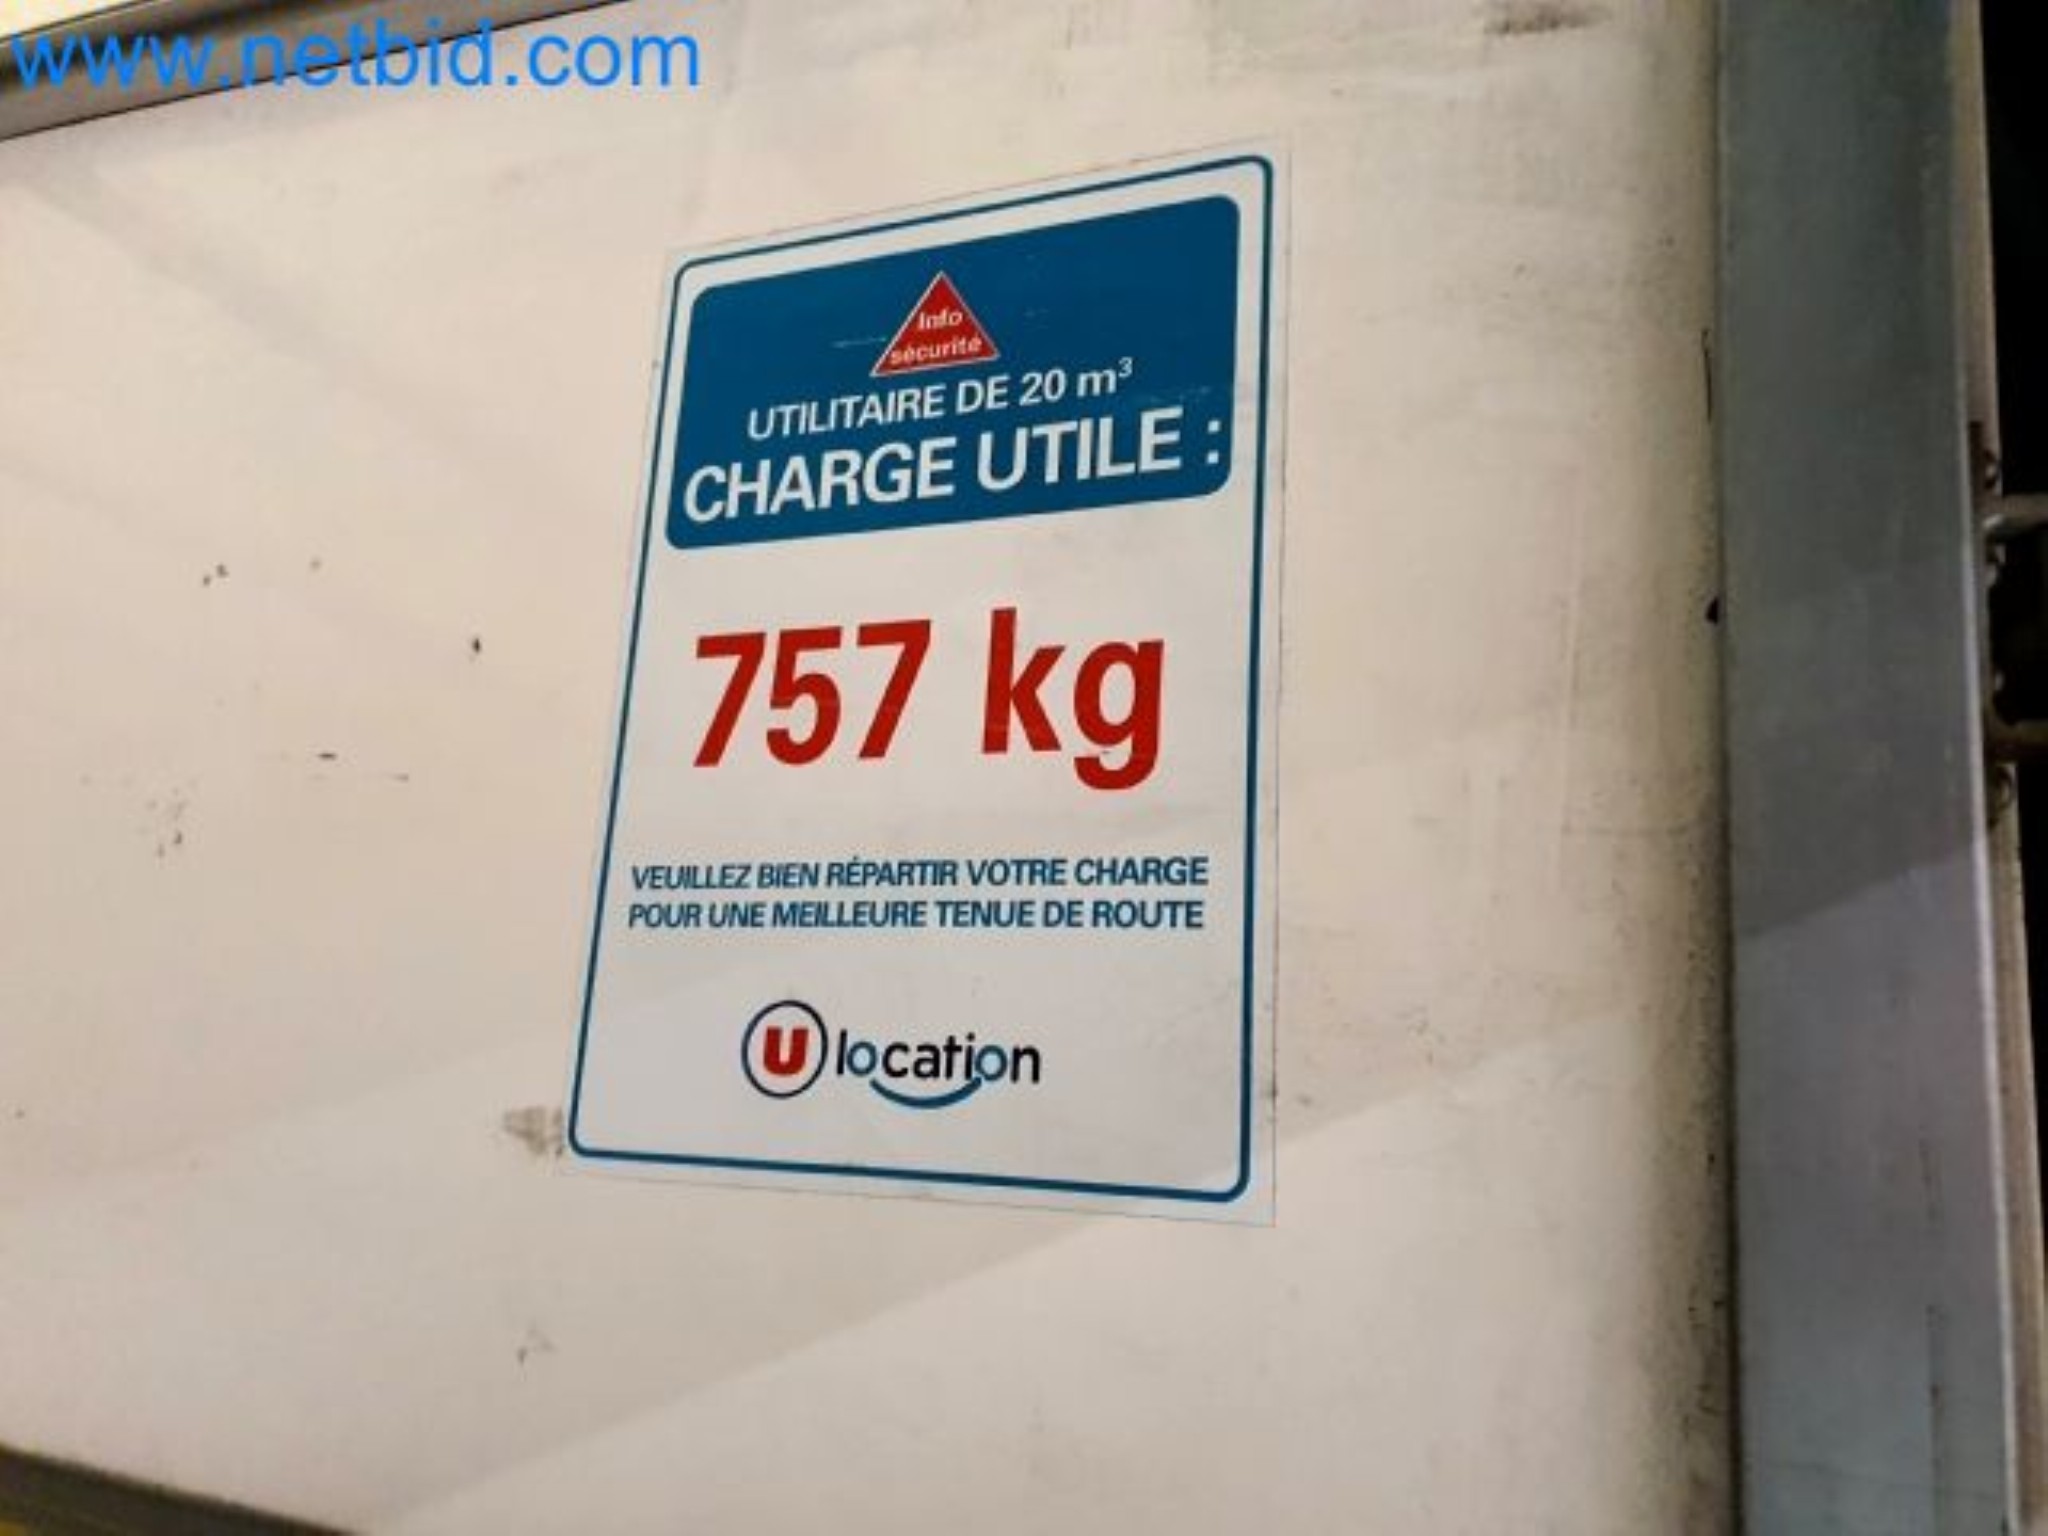 www.netbid.com
Info
sécurité
UTILITAIRE DE 20 m³
CHARGE UTILE :
757 kg
VEUILLEZ BIEN RÉPARTIR VOTRE CHARGE
POUR UNE MEILLEURE TENUE DE ROUTE
U location